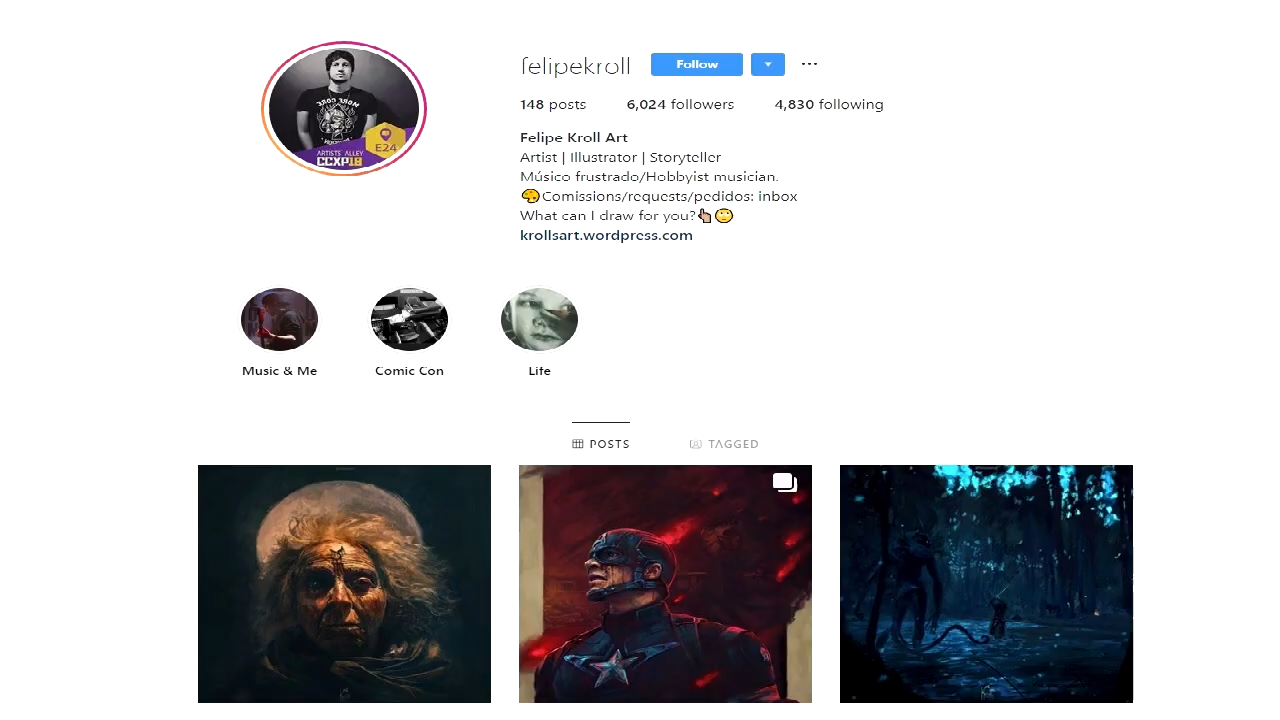 felipekroll Follow ...
148 posts 6,024 followers 4,830 following
Felipe Kroll Art
Artist | Illustrator | Storyteller
Músico frustrado/Hobbyist musician.
🎨Comissions/requests/pedidos: inbox
What can I draw for you?👆🙄
krollsart.wordpress.com
E24
ARTISTS' ALLEY
CCXP18
Music & Me Comic Con Life
POSTS TAGGED